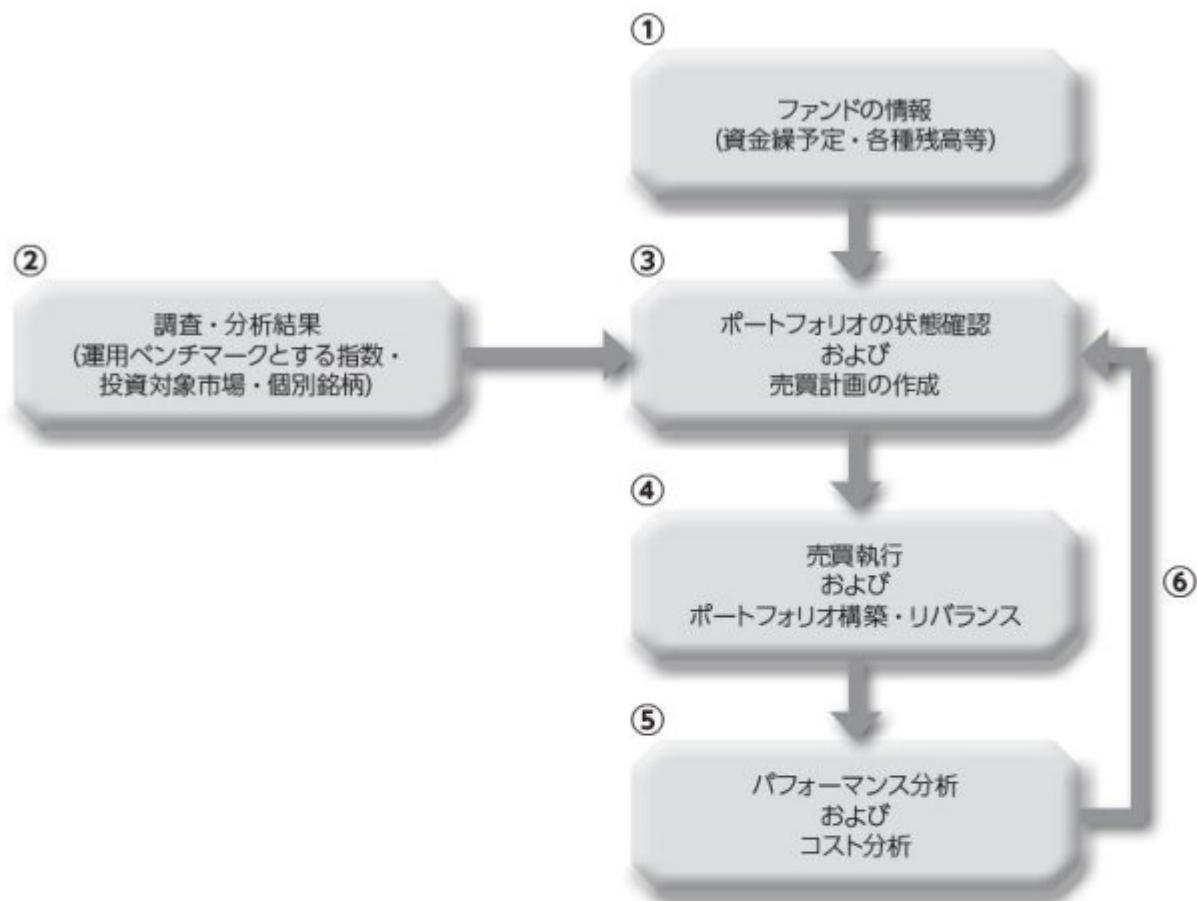 ①
ファンドの情報
(資金繰予定・各種残高等)
②
調査・分析結果
(運用ベンチマークとする指数・
投資対象市場・個別銘柄)
③
ポートフォリオの状態確認
および
売買計画の作成
④
売買執行
および
ポートフォリオ構築・リバランス
⑤
パフォーマンス分析
および
コスト分析
⑥